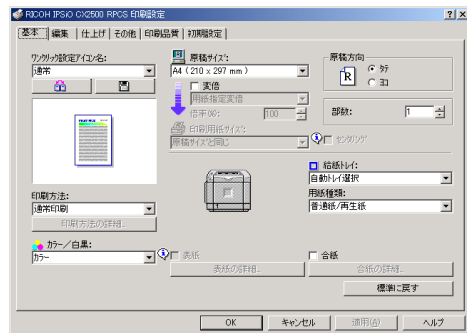 RICOH IPSiO CX2500 RPCS 印刷設定
基本 編集 仕上げ その他 印刷品質 初期設定
ワンクリック設定アイコン名:
通常
原稿サイズ:
A4 (210 x 297 mm)
変倍
用紙指定変倍
倍率(%): 100
印刷用紙サイズ:
原稿サイズと同じ
原稿方向
R
タテ
ヨコ
部数: 1
センタリング
印刷方法:
通常印刷
印刷方法の詳細...
給紙トレイ:
自動トレイ選択
用紙種類:
普通紙/再生紙
カラー/白黒:
カラー
表紙
表紙の詳細...
合紙
合紙の詳細...
標準に戻す
OK キャンセル 適用(A) ヘルプ